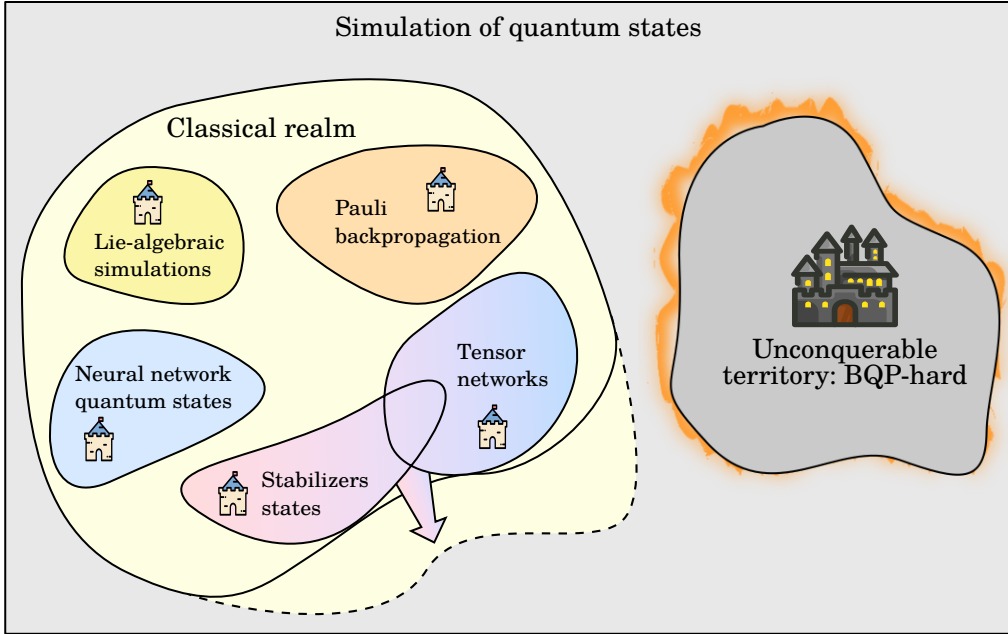 Simulation of quantum states
Classical realm
Lie-algebraic
simulations
Pauli
backpropagation
Neural network
quantum states
Tensor
networks
Stabilizers
states
Unconquerable
territory: BQP-hard